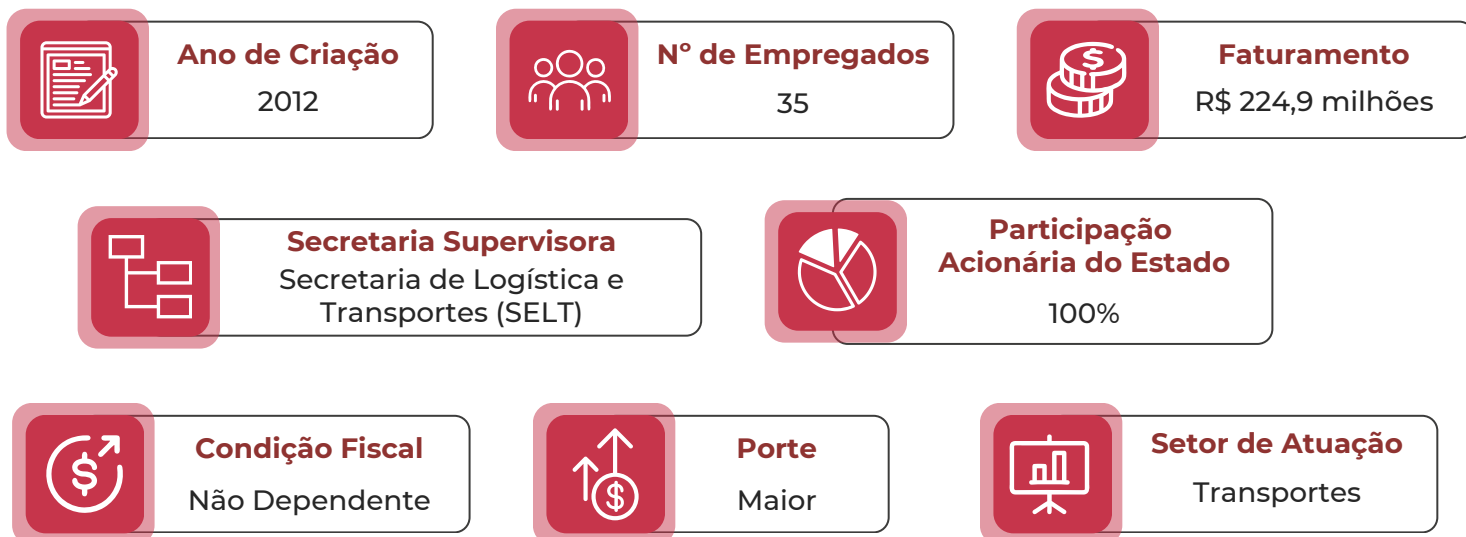 Ano de Criação
2012
Nº de Empregados
35
Faturamento
R$ 224,9 milhões
Secretaria Supervisora
Secretaria de Logística e
Transportes (SELT)
Participação
Acionária do Estado
100%
Condição Fiscal
Não Dependente
Porte
Maior
Setor de Atuação
Transportes